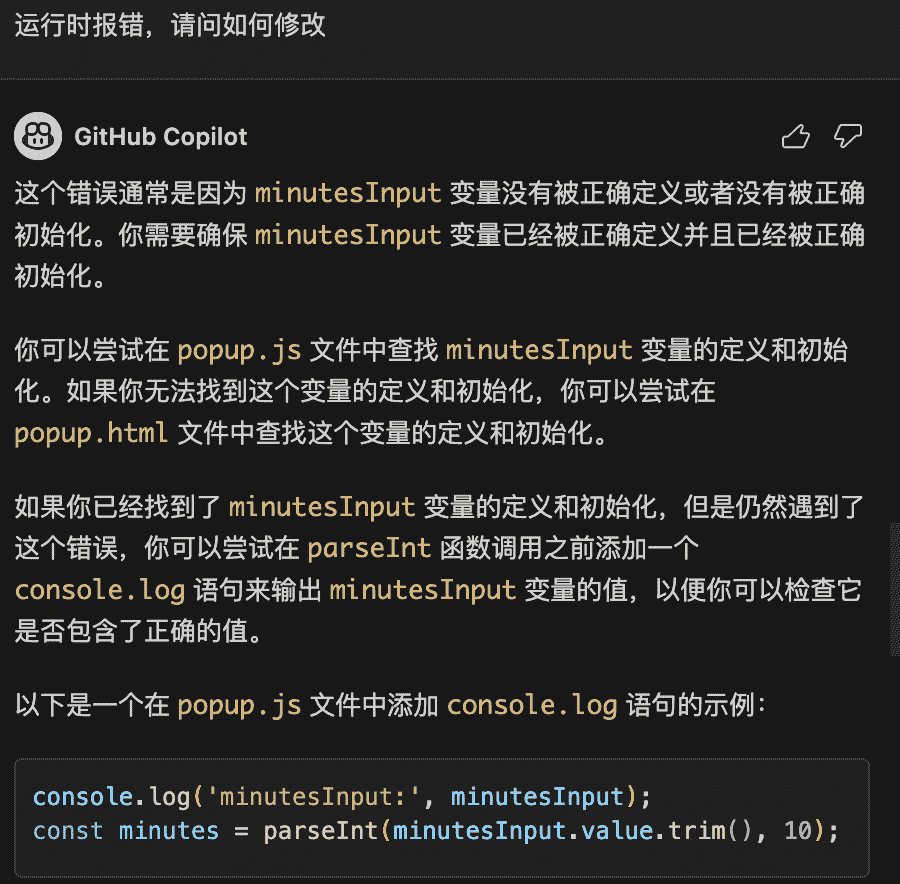 运行时报错，请问如何修改
GitHub Copilot
这个错误通常是因为 minutesInput 变量没有被正确定义或者没有被正确
初始化。你需要确保 minutesInput 变量已经被正确定义并且已经被正确
初始化。
你可以尝试在 popup.js 文件中查找 minutesInput 变量的定义和初始
化。如果你无法找到这个变量的定义和初始化，你可以尝试在
popup.html 文件中查找这个变量的定义和初始化。
如果你已经找到了 minutesInput 变量的定义和初始化，但是仍然遇到了
这个错误，你可以尝试在 parseInt 函数调用之前添加一个
console.log 语句来输出 minutesInput 变量的值，以便你可以检查它
是否包含了正确的值。
以下是一个在 popup.js 文件中添加 console.log 语句的示例：
console.log('minutesInput:', minutesInput);
const minutes = parseInt(minutesInput.value.trim(), 10);